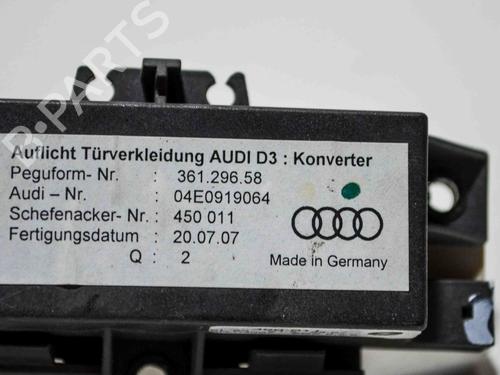 R-PARTS
Auflicht Türverkleidung AUDI D3 : Konverter
Peguform- Nr. : 361.296.58
Audi – Nr. : 04E0919064
Schefenacker- Nr.: 450 011
Fertigungsdatum : 20.07.07
Q : 2
Made in Germany